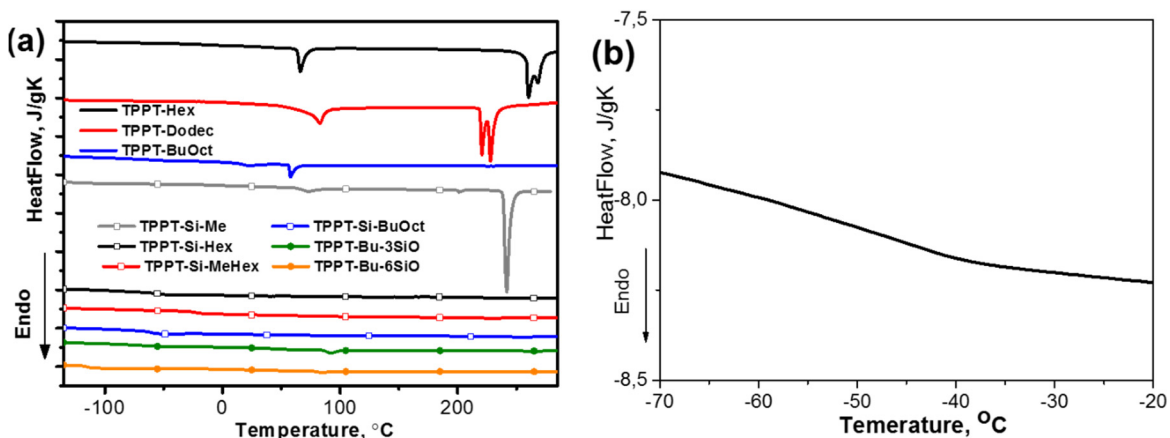 (a)
HeatFlow, J/gK
Endo
TPPT-Hex
TPPT-Dodec
TPPT-BuOct
TPPT-Si-Me
TPPT-Si-Hex
TPPT-Si-MeHex
TPPT-Si-BuOct
TPPT-Bu-3SiO
TPPT-Bu-6SiO
-100 0 100 200
Temperature, °C
(b)
HeatFlow, J/gK
Endo
-7,5
-8,0
-8,5
-70 -60 -50 -40 -30 -20
Temerature, °C